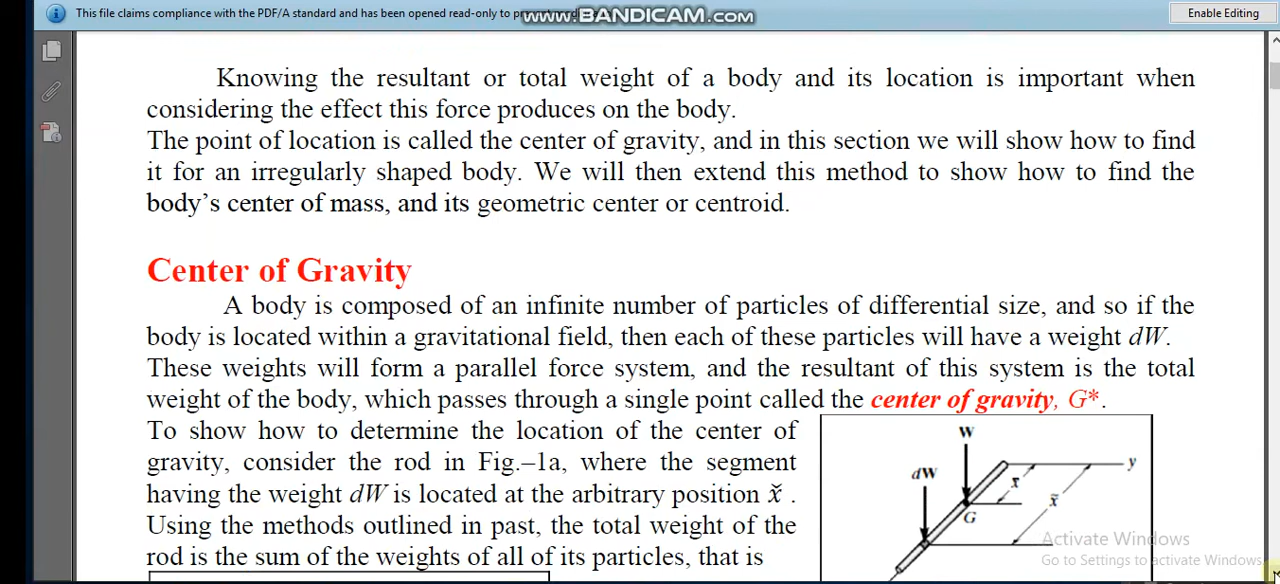 This file claims compliance with the PDF/A standard and has been opened read-only to pr
www.BANDICAM.com
Enable Editing
Knowing the resultant or total weight of a body and its location is important when
considering the effect this force produces on the body.
The point of location is called the center of gravity, and in this section we will show how to find
it for an irregularly shaped body. We will then extend this method to show how to find the
body’s center of mass, and its geometric center or centroid.
Center of Gravity
A body is composed of an infinite number of particles of differential size, and so if the
body is located within a gravitational field, then each of these particles will have a weight dW.
These weights will form a parallel force system, and the resultant of this system is the total
weight of the body, which passes through a single point called the center of gravity, G*.
To show how to determine the location of the center of
gravity, consider the rod in Fig.–1a, where the segment
having the weight dW is located at the arbitrary position x̌ .
Using the methods outlined in past, the total weight of the
rod is the sum of the weights of all of its particles, that is
W
dW
y
x̄
x̃
G
Activate Windows
Go to Settings to activate Windows.